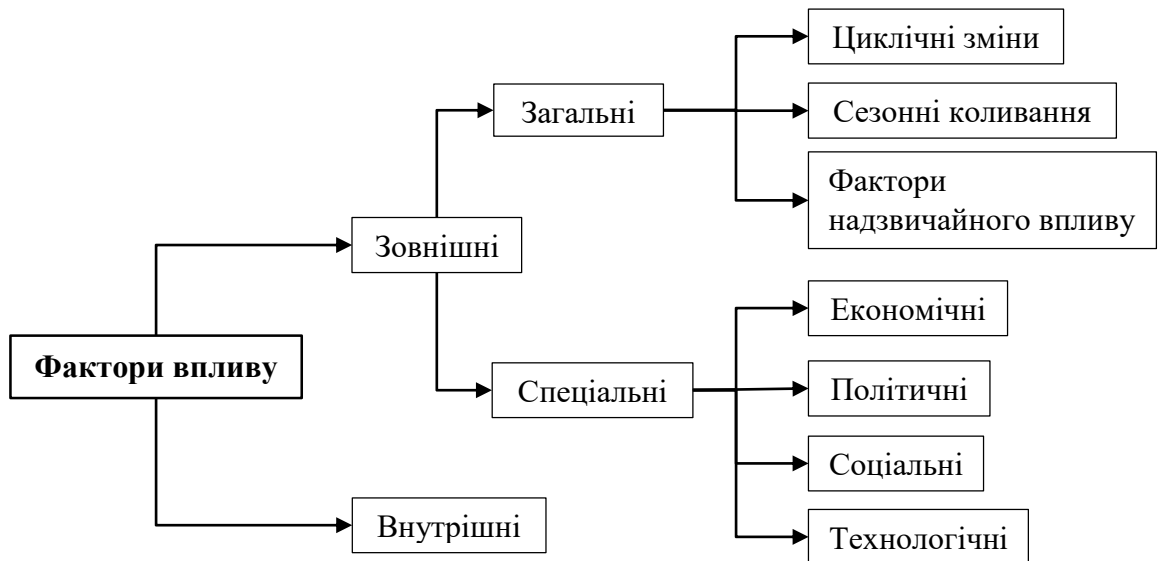 Циклічні зміни
Загальні
Сезонні коливання
Фактори
надзвичайного впливу
Зовнішні
Економічні
Фактори впливу
Спеціальні
Політичні
Соціальні
Внутрішні
Технологічні